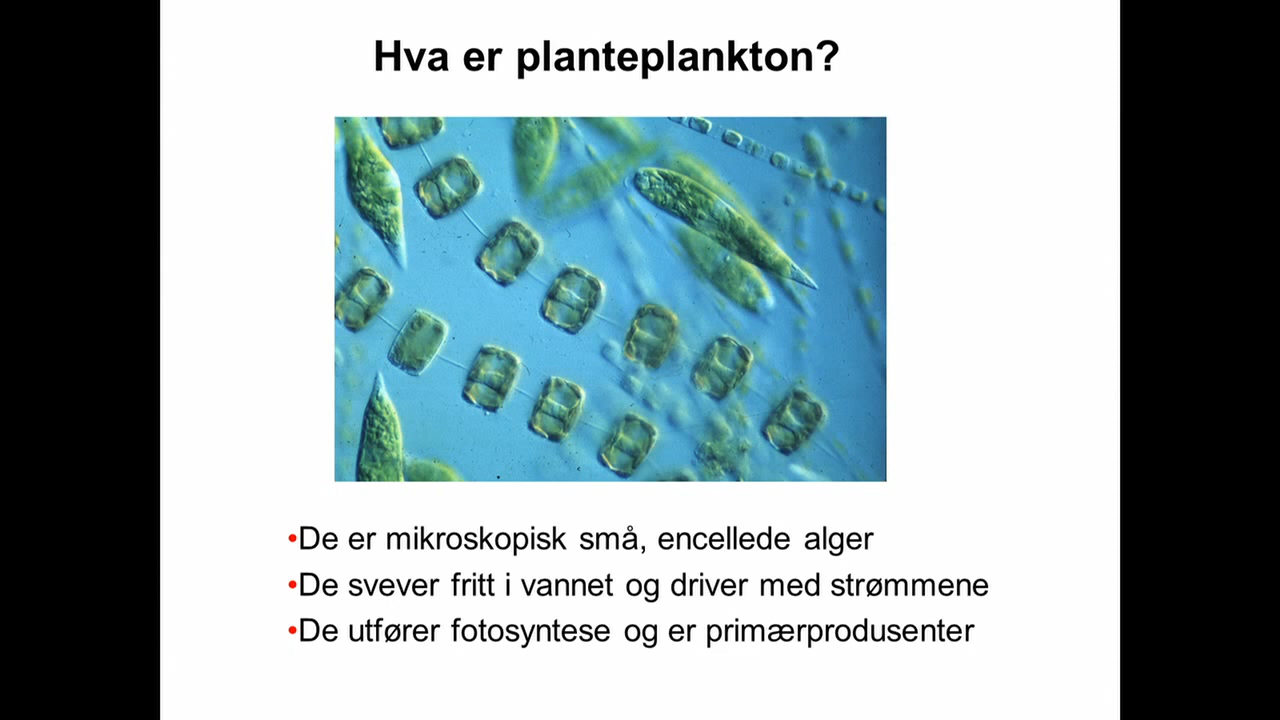 Hva er planteplankton?
•De er mikroskopisk små, encellede alger
•De svever fritt i vannet og driver med strømmene
•De utfører fotosyntese og er primærprodusenter